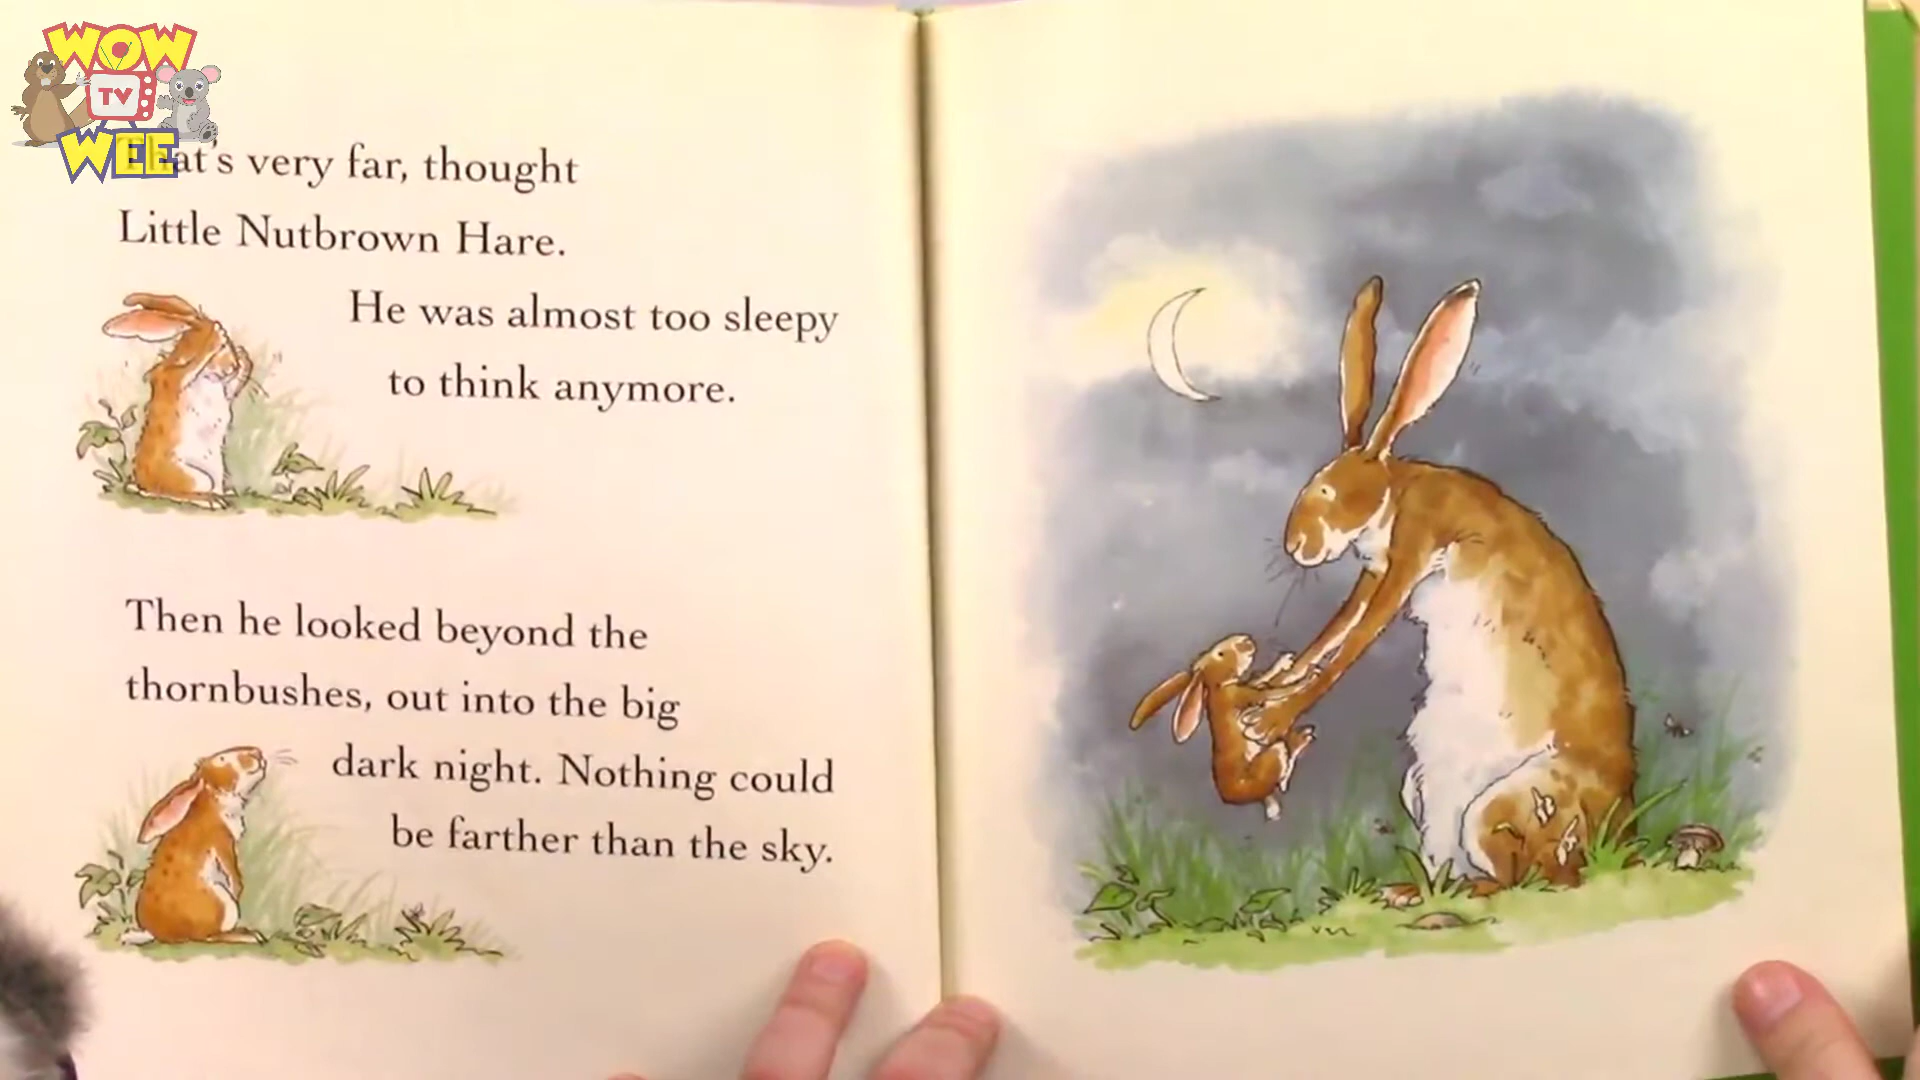 WOW
TV
WEE
That's very far, thought
Little Nutbrown Hare.
He was almost too sleepy
to think anymore.
Then he looked beyond the
thornbushes, out into the big
dark night. Nothing could
be farther than the sky.